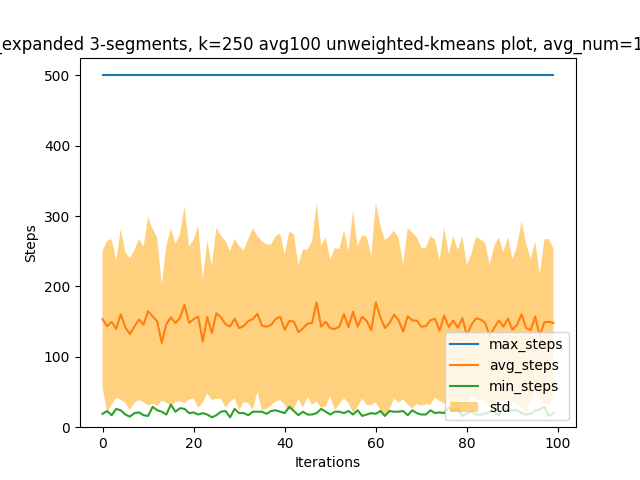 _expanded 3-segments, k=250 avg100 unweighted-kmeans plot, avg_num=1
500
400
300
200
100
0
Steps
0 20 40 60 80 100
Iterations
max_steps
avg_steps
min_steps
std